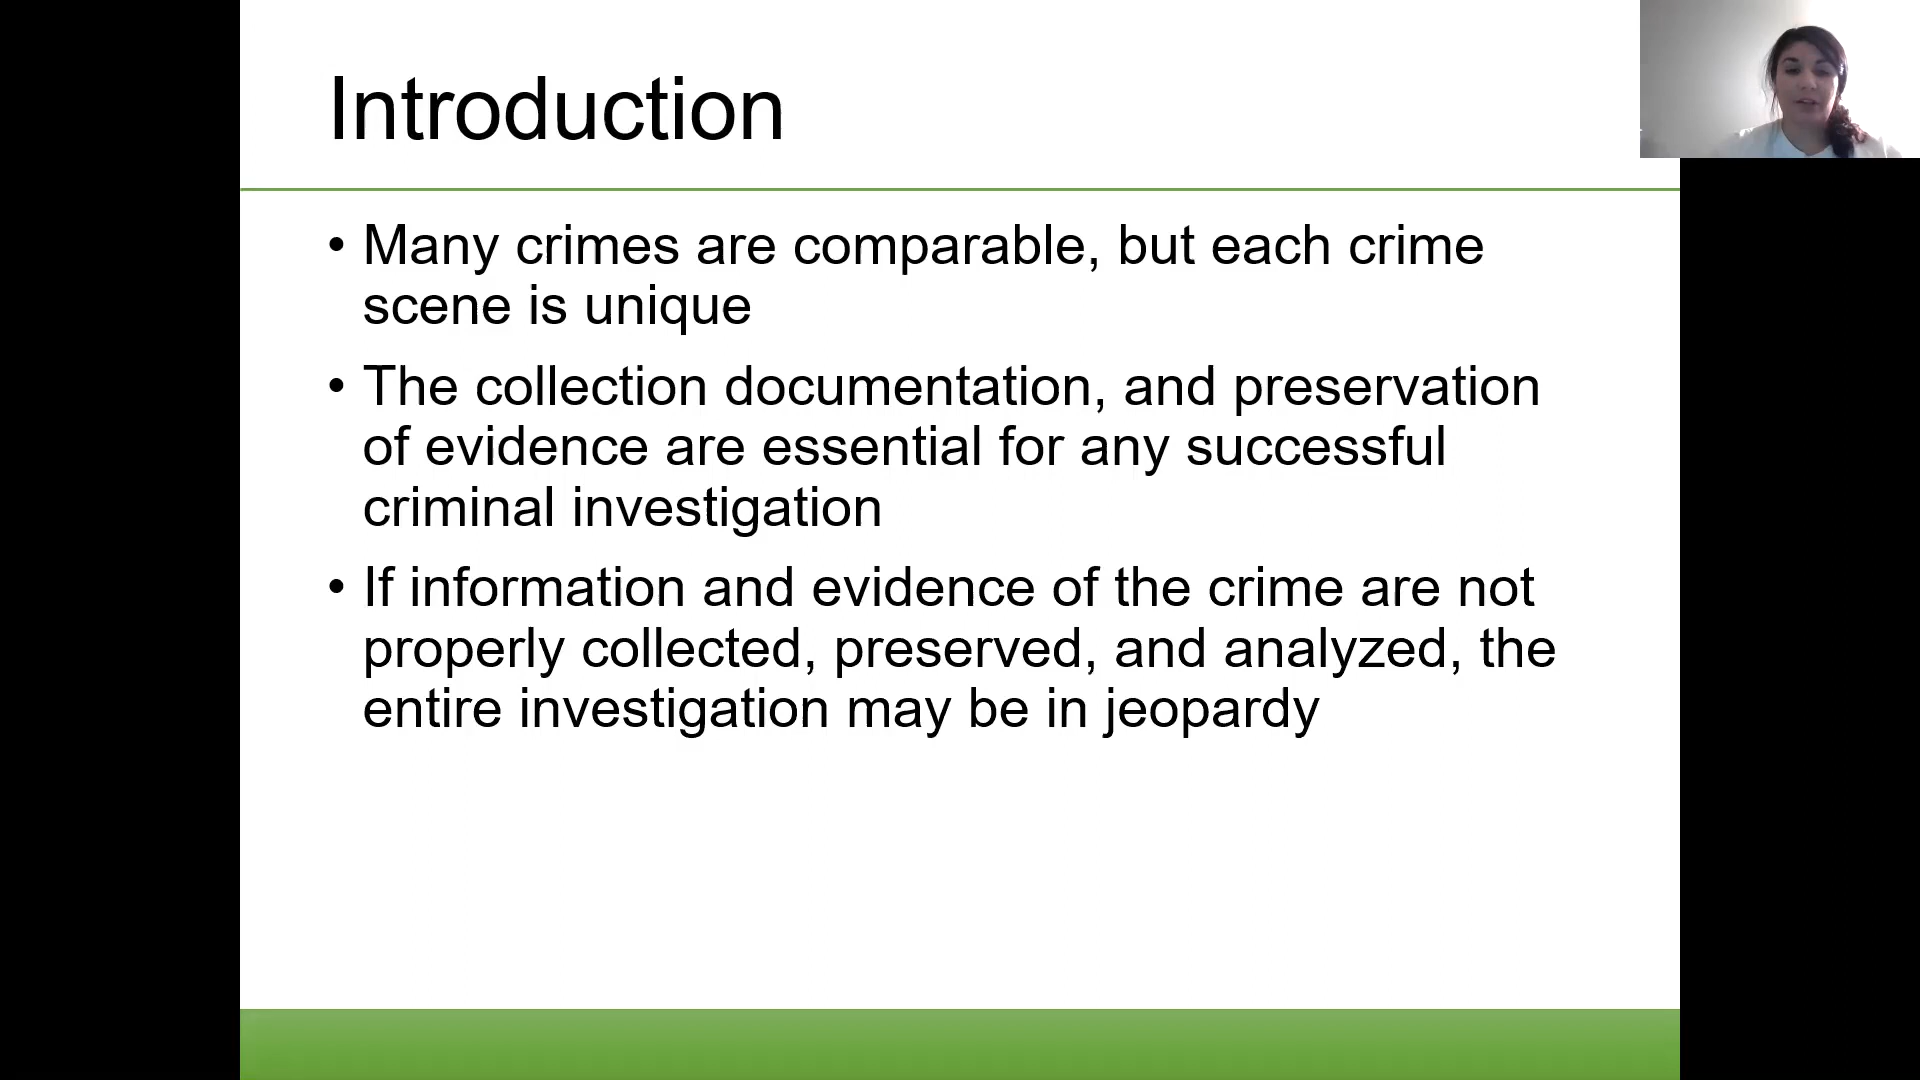 Introduction
• Many crimes are comparable, but each crime
scene is unique
• The collection documentation, and preservation
of evidence are essential for any successful
criminal investigation
• If information and evidence of the crime are not
properly collected, preserved, and analyzed, the
entire investigation may be in jeopardy